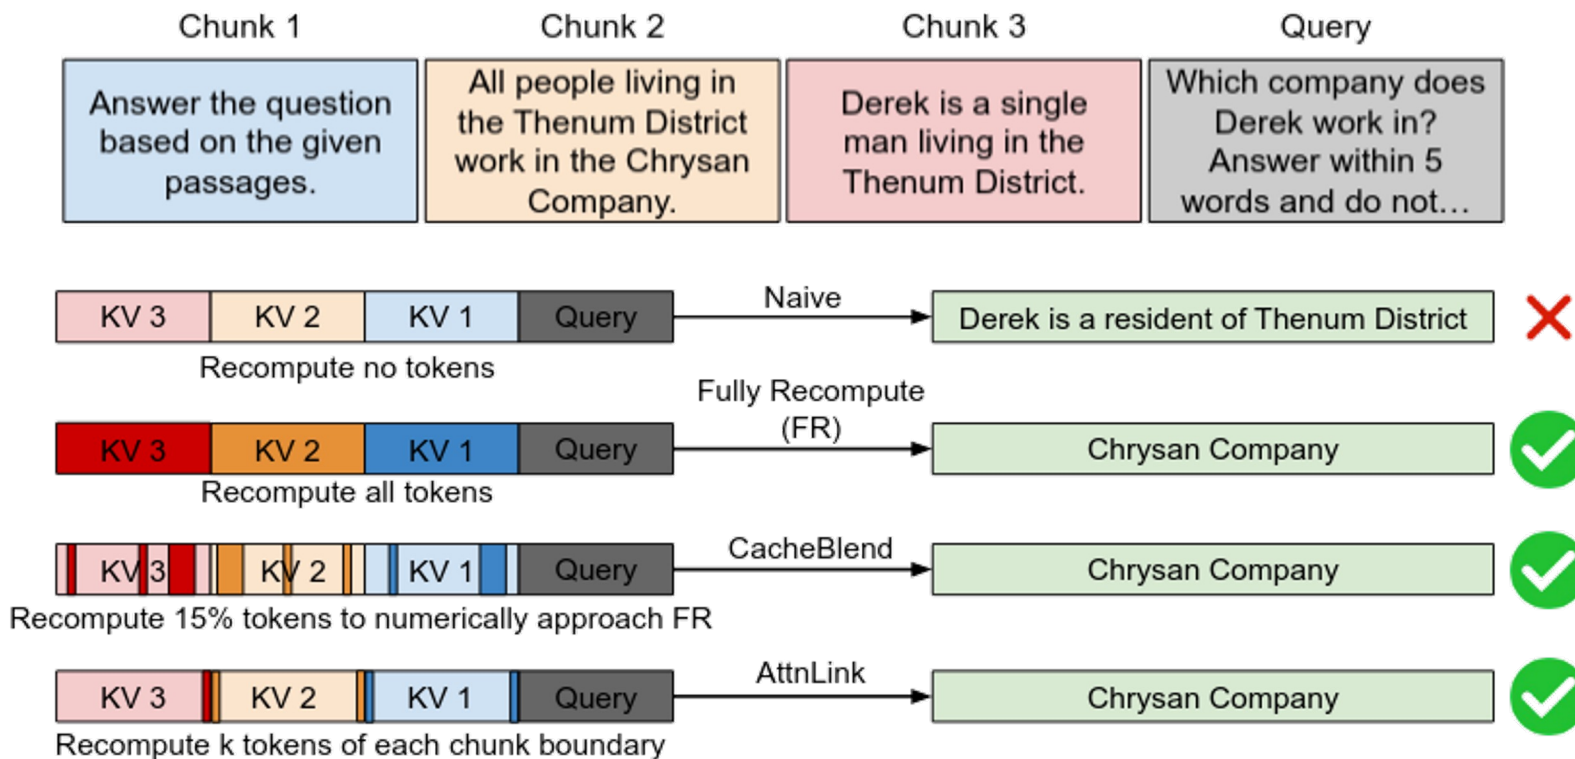 Chunk 1
Chunk 2
Chunk 3
Query
Answer the question
based on the given
passages.
All people living in
the Thenum District
work in the Chrysan
Company.
Derek is a single
man living in the
Thenum District.
Which company does
Derek work in?
Answer within 5
words and do not...
KV 3
KV 2
KV 1
Query
Naive
Derek is a resident of Thenum District
Recompute no tokens
Fully Recompute
(FR)
KV 3
KV 2
KV 1
Query
Chrysan Company
Recompute all tokens
CacheBlend
KV 3
KV 2
KV 1
Query
Chrysan Company
Recompute 15% tokens to numerically approach FR
AttnLink
KV 3
KV 2
KV 1
Query
Chrysan Company
Recompute k tokens of each chunk boundary